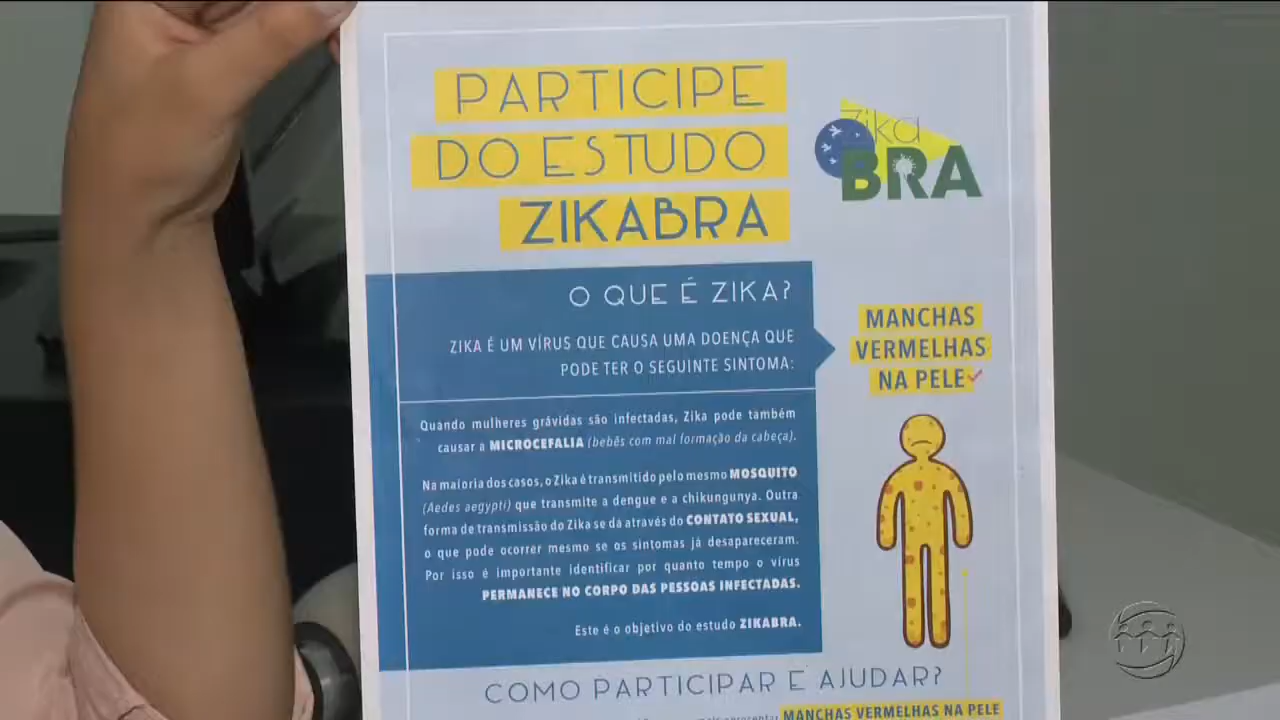 PARTICIPE
DO ESTUDO
ZIKABRA
Zika
BRA
O QUE É ZIKA?
ZIKA É UM VÍRUS QUE CAUSA UMA DOENÇA QUE
PODE TER O SEGUINTE SINTOMA:
MANCHAS
VERMELHAS
NA PELE
Quando mulheres grávidas são infectadas, Zika pode também
causar a MICROCEFALIA (bebês com mal formação da cabeça).
Na maioria dos casos, o Zika é transmitido pelo mesmo MOSQUITO
(Aedes aegypti) que transmite a dengue e a chikungunya. Outra
forma de transmissão do Zika se dá através do CONTATO SEXUAL,
o que pode ocorrer mesmo se os sintomas já desapareceram.
Por isso é importante identificar por quanto tempo o vírus
PERMANECE NO CORPO DAS PESSOAS INFECTADAS.
Este é o objetivo do estudo ZIKABRA.
COMO PARTICIPAR E AJUDAR?
apresentar MANCHAS VERMELHAS NA PELE